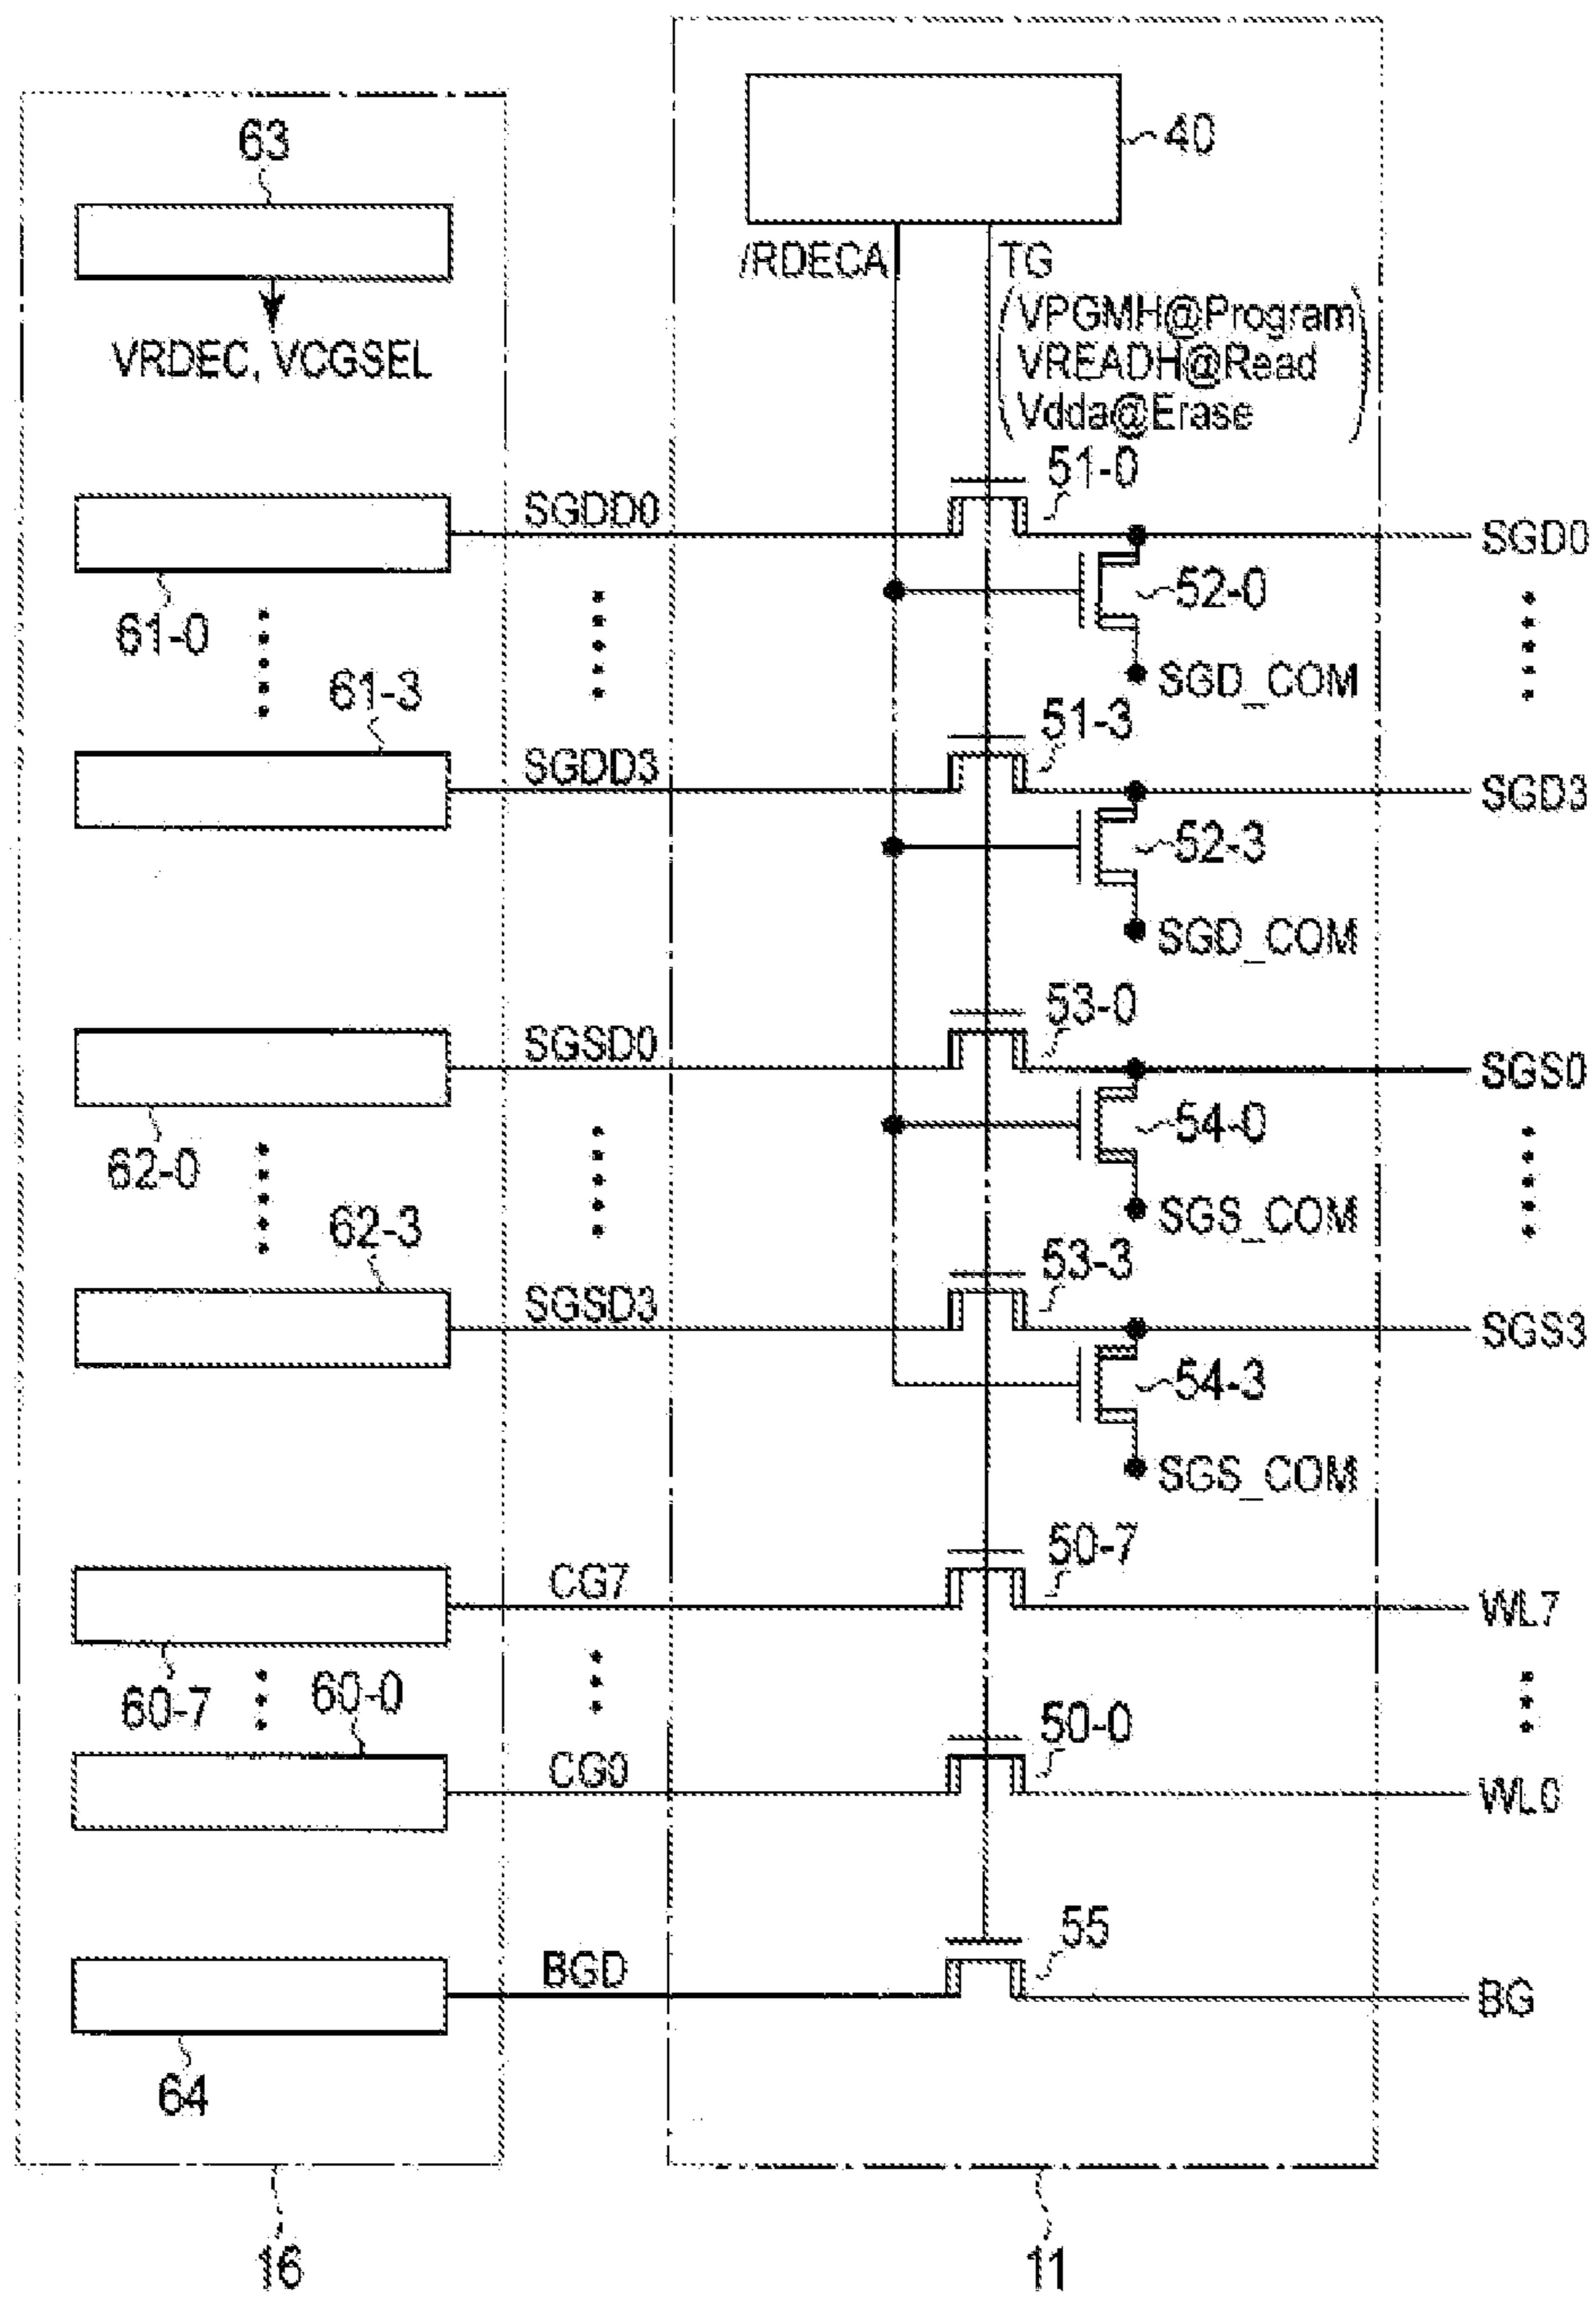 63
40
/RDECA
TG
VPGMH@Program
VREADH@Read
Vdda@Erase
VRDEC, VCGSEL
51-0
SGDD0
SGD0
52-0
61-0
SGD_COM
61-3
51-3
SGDD3
SGD3
52-3
SGD_COM
53-0
SGSD0
SGS0
54-0
62-0
SGS_COM
62-3
53-3
SGSD3
SGS3
54-3
SGS_COM
50-7
CG7
WL7
60-7
60-0
50-0
CG0
WL0
55
BGD
BG
64
16
11